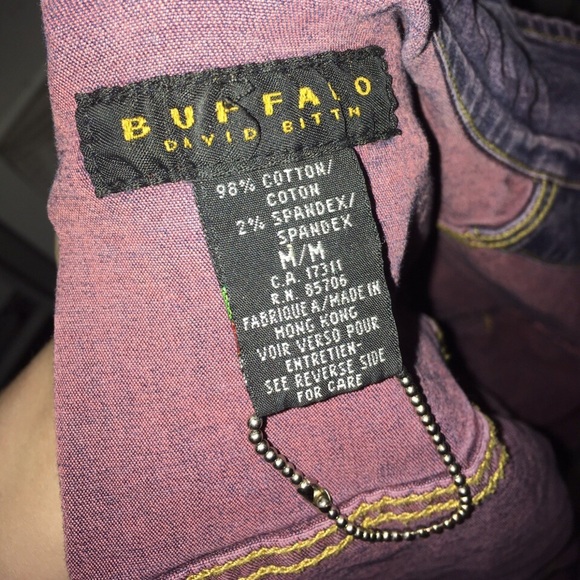 BUFFALO
DAVID BITTN
98% COTTON/
COTON
2% SPANDEX/
SPANDEX
M/M
C.A. 17311
R.N. 85706
FABRIQUE A/MADE IN
HONG KONG
VOIR VERSO POUR
ENTRETIEN-
SEE REVERSE SIDE
FOR CARE